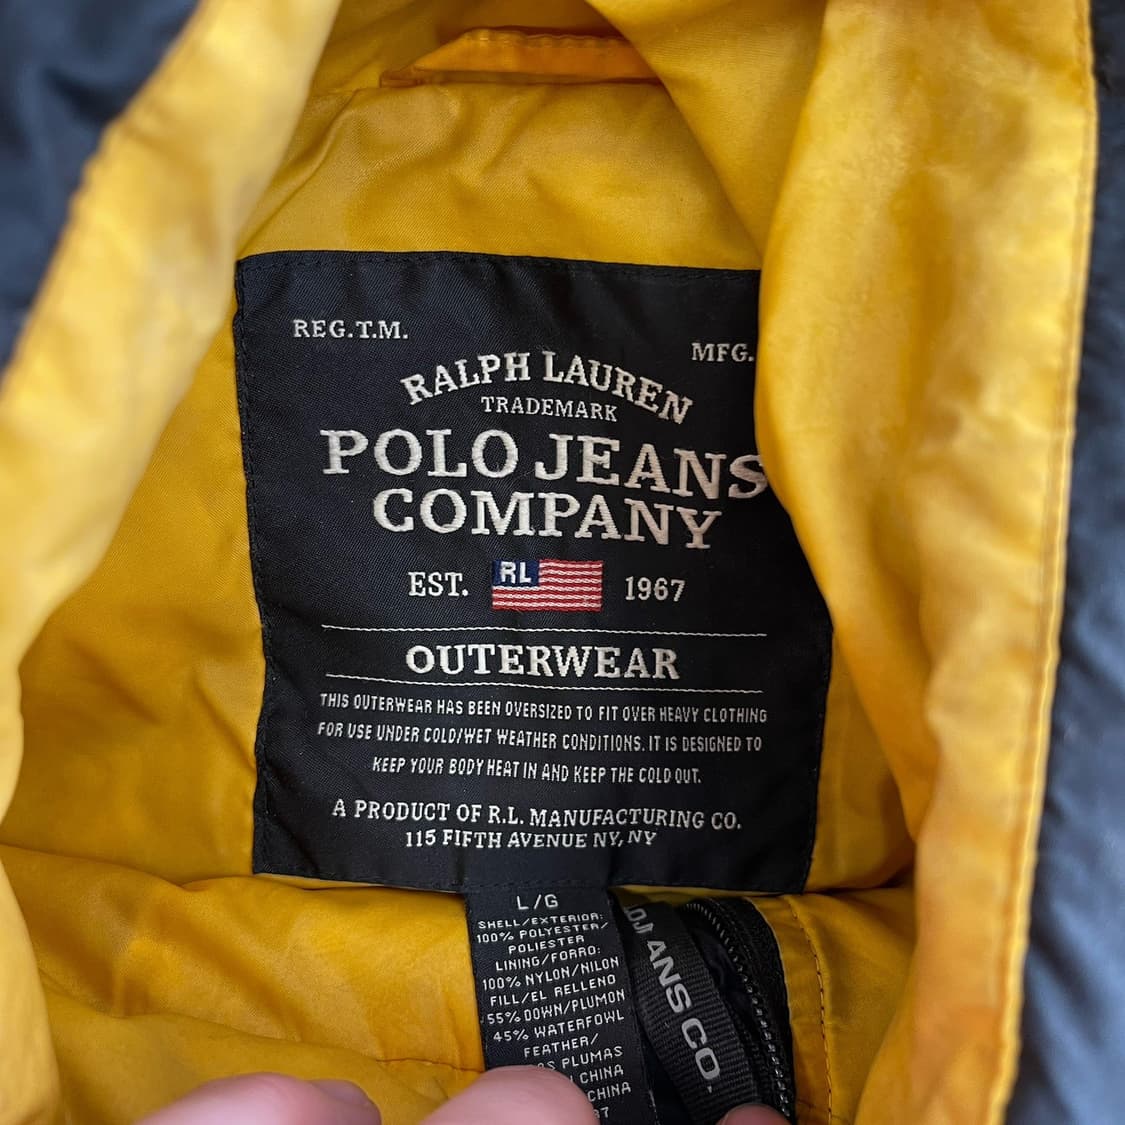 REG.T.M.
MFG.
RALPH LAUREN
TRADEMARK
POLO JEANS
COMPANY
EST. RL 1967
OUTERWEAR
THIS OUTERWEAR HAS BEEN OVERSIZED TO FIT OVER HEAVY CLOTHING
FOR USE UNDER COLD/WET WEATHER CONDITIONS. IT IS DESIGNED TO
KEEP YOUR BODY HEAT IN AND KEEP THE COLD OUT.
A PRODUCT OF R.L. MANUFACTURING CO.
115 FIFTH AVENUE NY, NY
L/G
SHELL/EXTERIOR:
100% POLYESTER/
POLIESTER
LINING/FORRO:
100% NYLON/NILON
FILL/EL RELLENO
55% DOWN/PLUMON
45% WATERFOWL
FEATHER/
PLUMAS
CHINA
CHINA
CO.